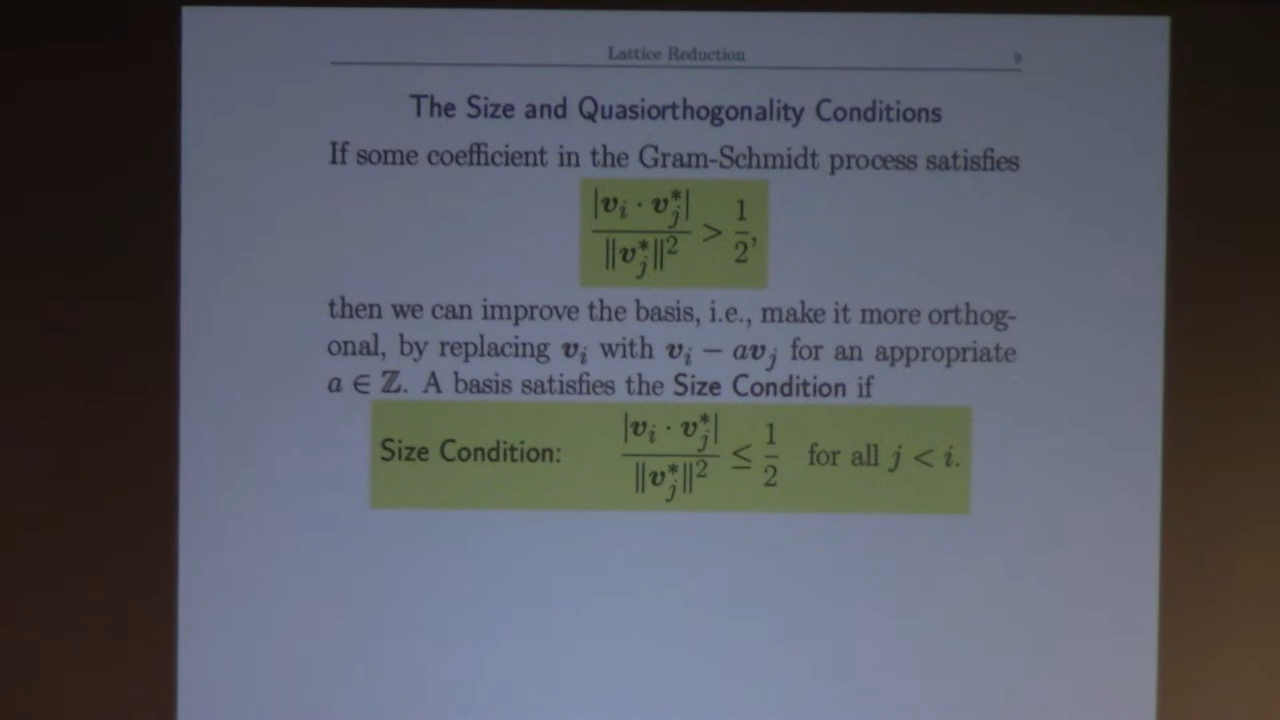 Lattice Reduction 9
The Size and Quasiorthogonality Conditions
If some coefficient in the Gram-Schmidt process satisfies
|v_i · v_j^*| / ‖v_j^*‖^2 > 1/2,
then we can improve the basis, i.e., make it more orthog-
onal, by replacing v_i with v_i − av_j for an appropriate
a ∈ ℤ. A basis satisfies the Size Condition if
Size Condition: |v_i · v_j^*| / ‖v_j^*‖^2 ≤ 1/2 for all j < i.